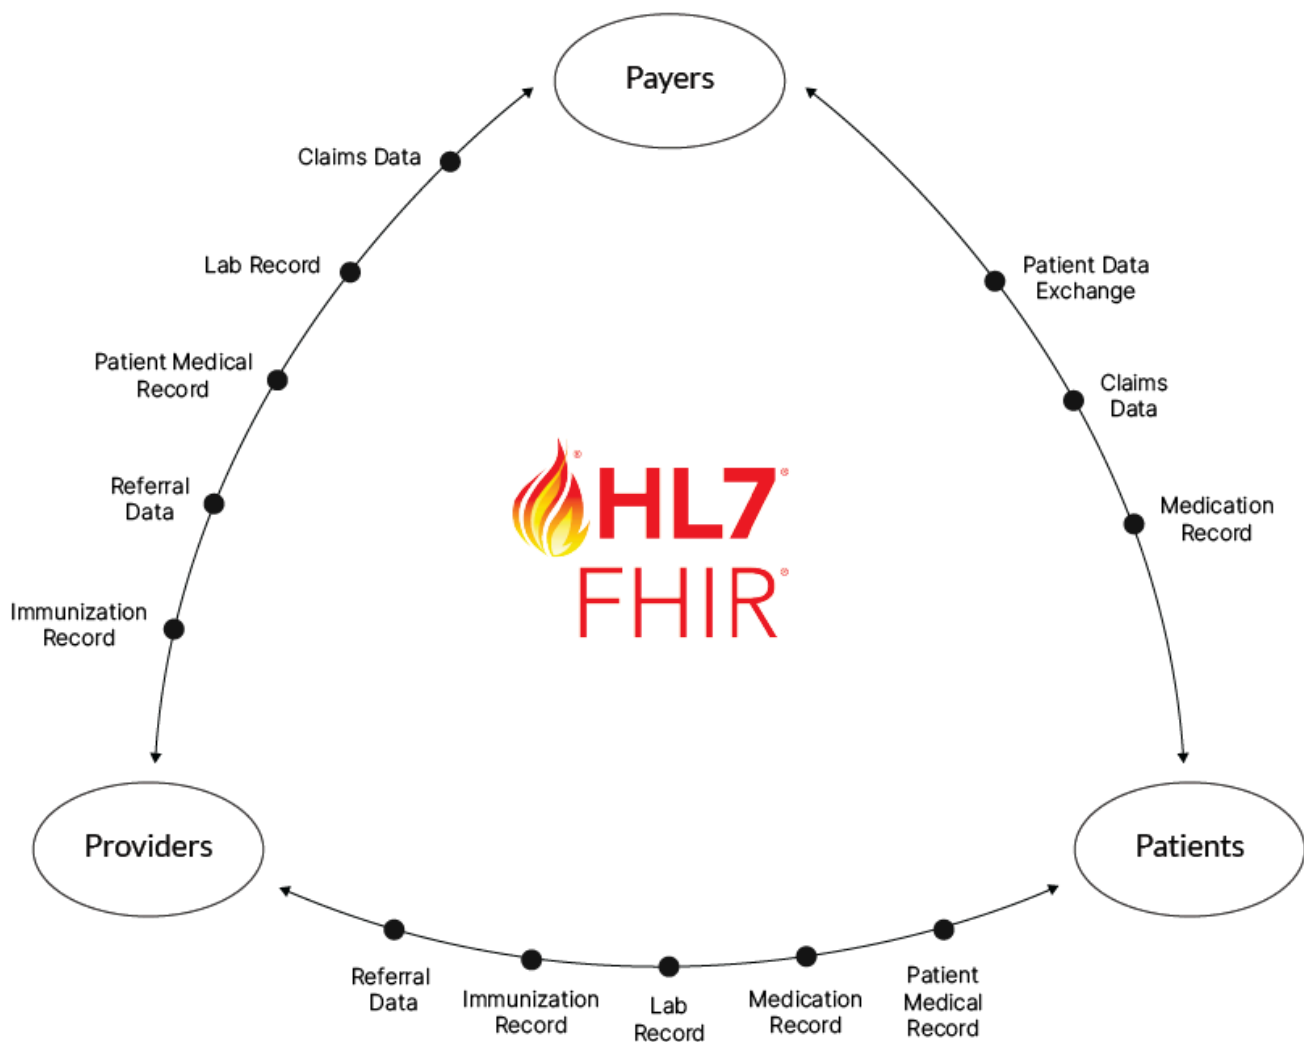 Payers
Claims Data
Lab Record
Patient Medical
Record
Referral
Data
Immunization
Record
Patient Data
Exchange
Claims
Data
Medication
Record
®
HL7®
FHIR®
Providers
Patients
Referral
Data
Immunization
Record
Lab
Record
Medication
Record
Patient
Medical
Record